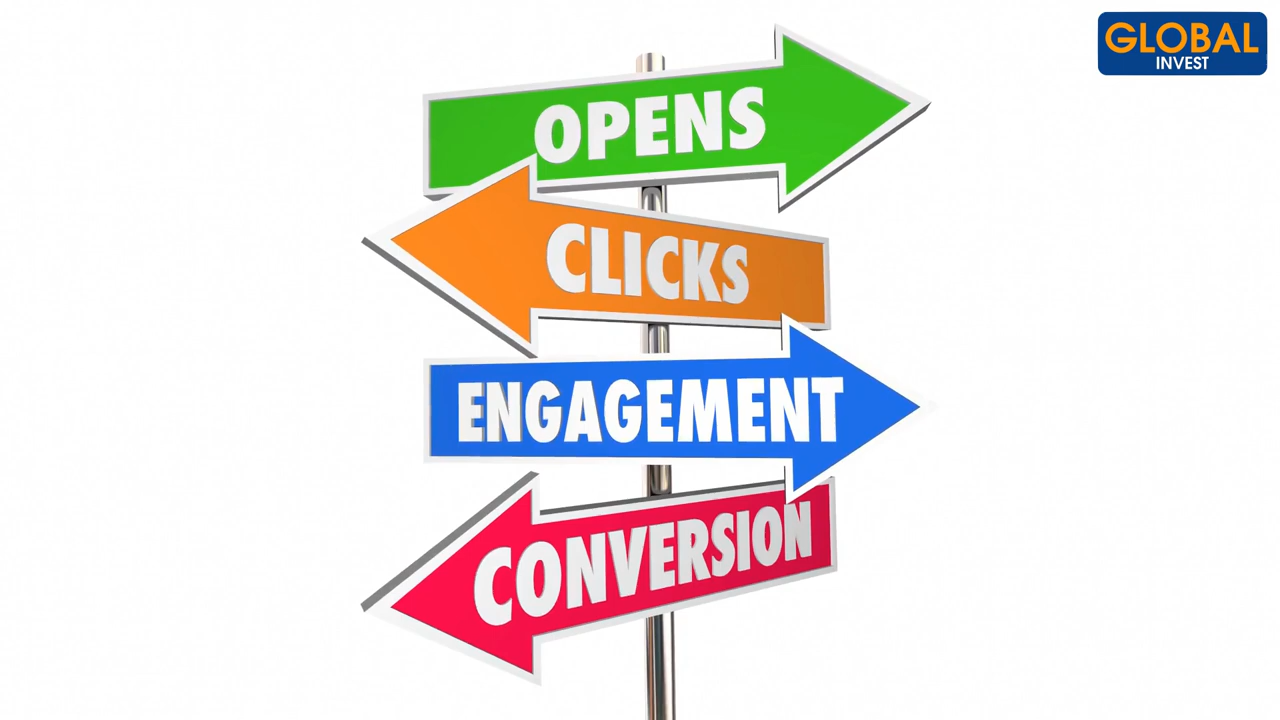 GLOBAL
INVEST
OPENS
CLICKS
ENGAGEMENT
CONVERSION